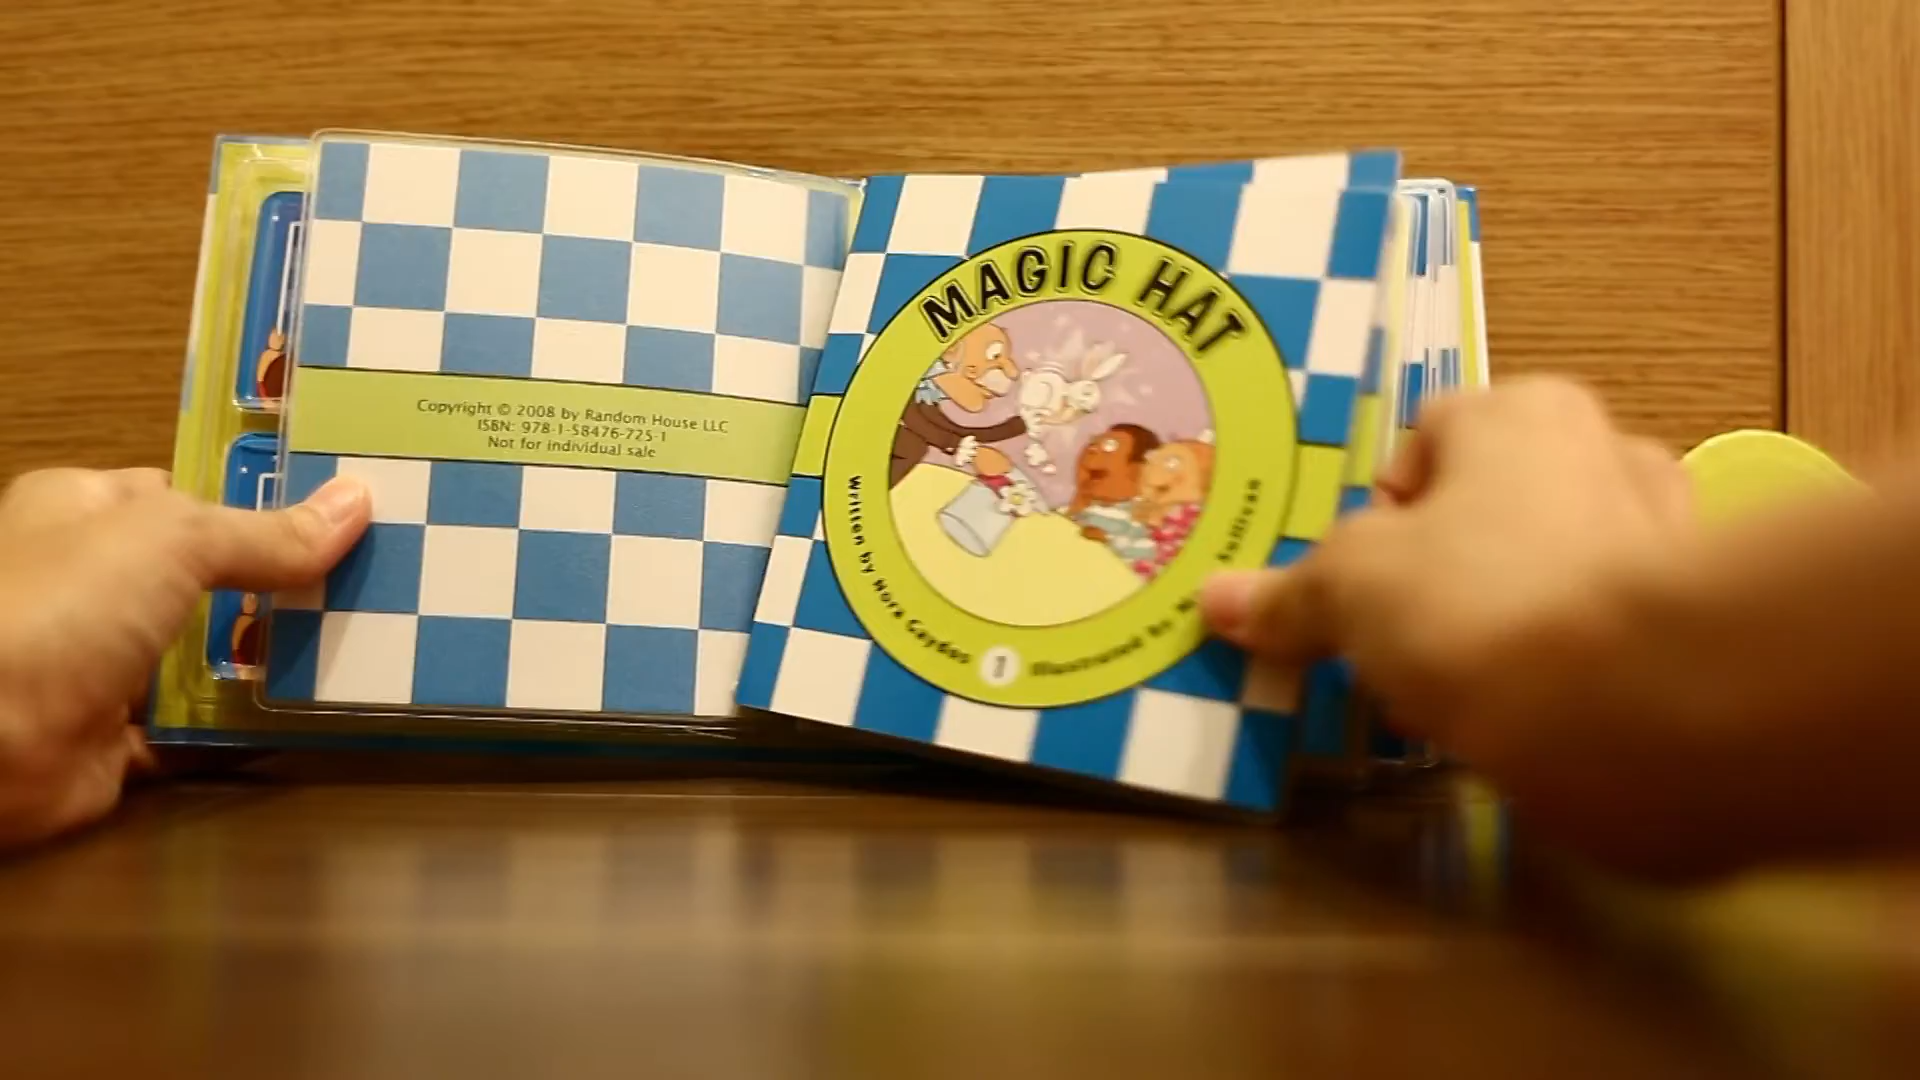 Copyright © 2008 by Random House LLC
ISBN: 978-1-58476-725-1
Not for individual sale
MAGIC HAT
Written by Nora Gaydos
1
Illustrated by
Sullivan